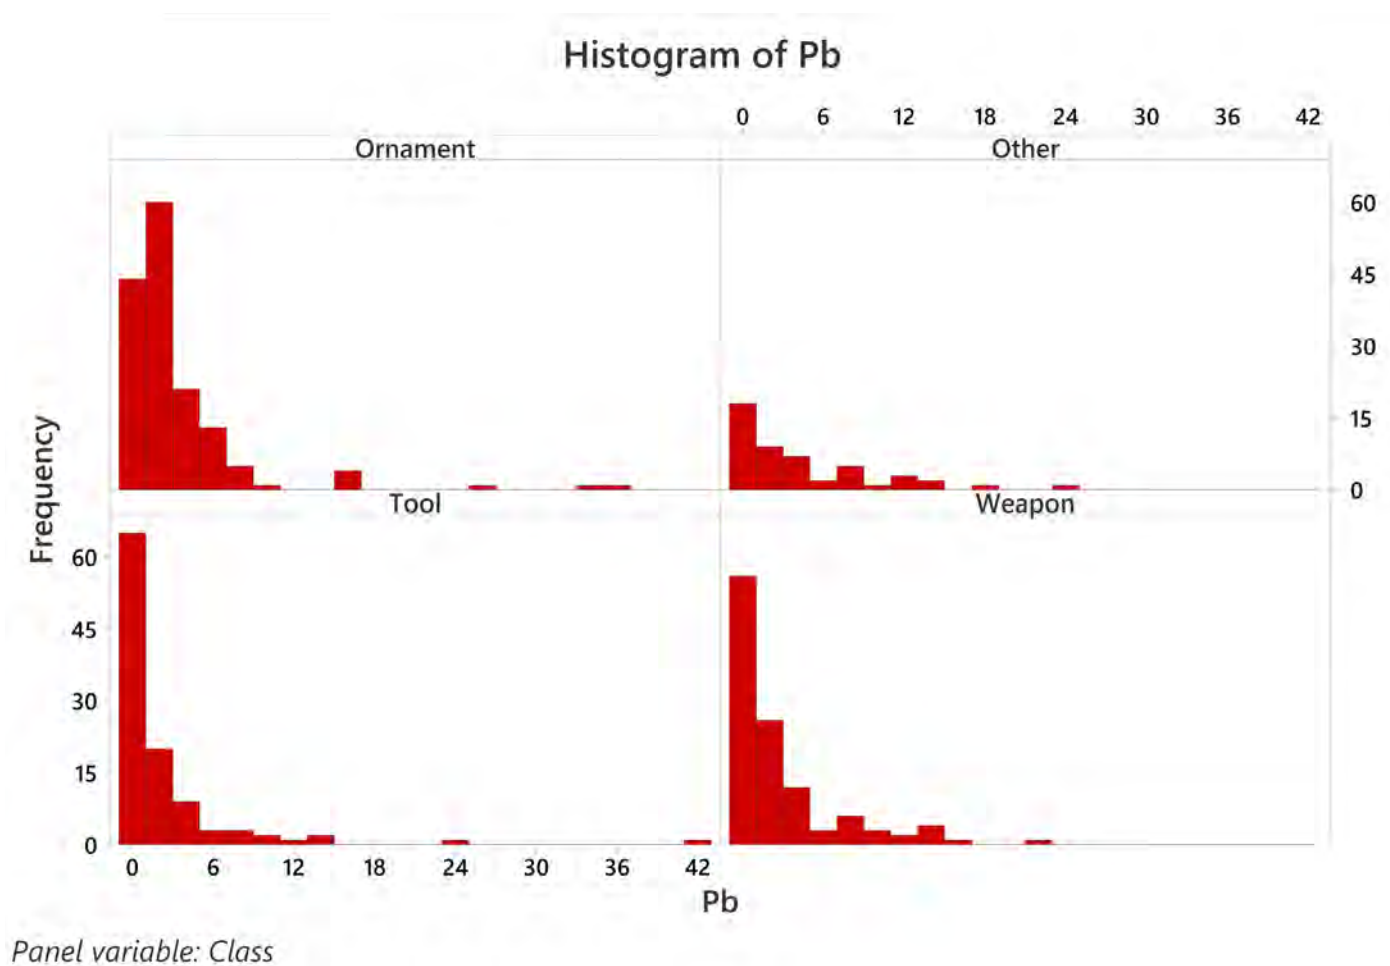 Histogram of Pb
0 6 12 18 24 30 36 42
Ornament Other
60
45
30
15
0
Frequency
Tool Weapon
60
45
30
15
0
0 6 12 18 24 30 36 42
Pb
Panel variable: Class